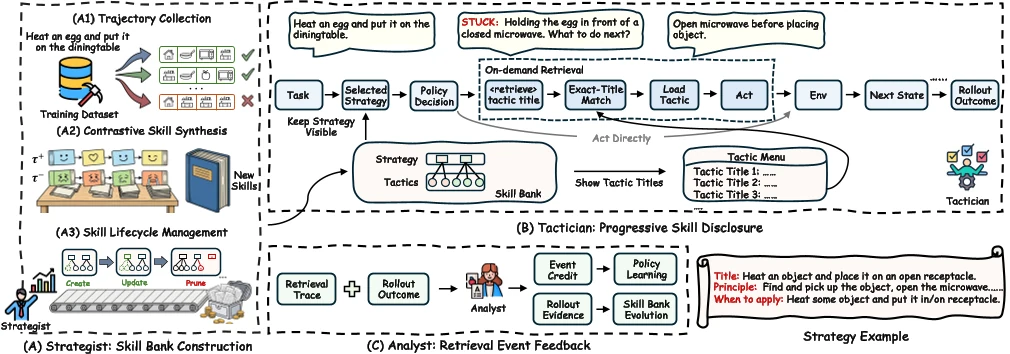 (A1) Trajectory Collection
Heat an egg and put it
on the diningtable
...
Training Dataset
(A2) Contrastive Skill Synthesis
τ+
τ-
New
Skills
(A3) Skill Lifecycle Management
Create
Update
Prune
...
Strategist
(A) Strategist: Skill Bank Construction
Heat an egg and put it on the
diningtable.
STUCK: Holding the egg in front of a
closed microwave. What to do next?
Open microwave before placing
object.
On-demand Retrieval
Task
Selected
Strategy
Policy
Decision
<retrieve>
tactic title
Exact-Title
Match
Load
Tactic
Act
Env
Next State
......
Rollout
Outcome
Keep Strategy
Visible
Act Directly
Strategy
Tactics
Skill Bank
Show Tactic Titles
Tactic Menu
Tactic Title 1: ......
Tactic Title 2: ......
Tactic Title 3: ......
....
Tactician
(B) Tactician: Progressive Skill Disclosure
Retrieval
Trace
Rollout
Outcome
Analyst
Event
Credit
Policy
Learning
Rollout
Evidence
Skill Bank
Evolution
(C) Analyst: Retrieval Event Feedback
Title: Heat an object and place it on an open receptacle.
Principle: Find and pick up the object, open the microwave......
When to apply: Heat some object and put it in/on receptacle.
Strategy Example